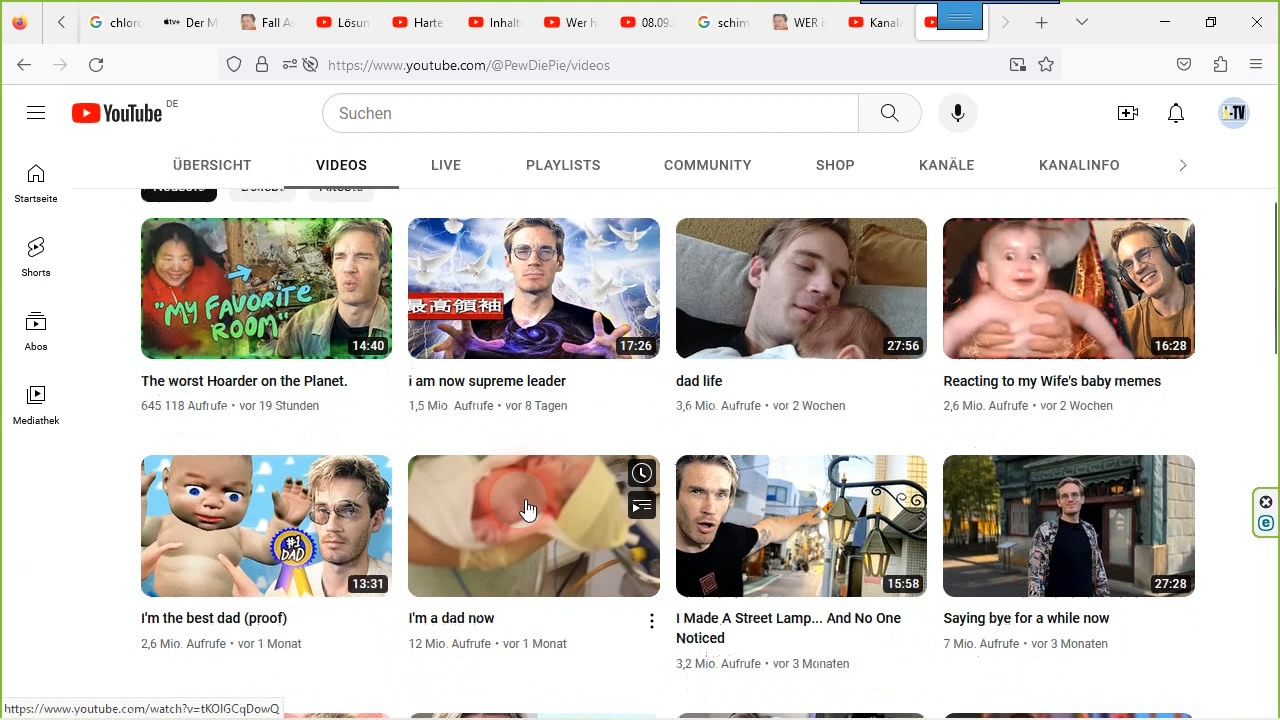 chloro
tv+ Der M
Fall As
Lösun
Harte
Inhalt
Wer h
08.09.
schim
WER i
Kanal
https://www.youtube.com/@PewDiePie/videos
YouTube DE
Suchen
i-TV
ÜBERSICHT
VIDEOS
LIVE
PLAYLISTS
COMMUNITY
SHOP
KANÄLE
KANALINFO
Startseite
Shorts
Abos
Mediathek
"MY FAVORITE
ROOM"
14:40
最高領袖
17:26
27:56
16:28
The worst Hoarder on the Planet.
645 118 Aufrufe • vor 19 Stunden
i am now supreme leader
1,5 Mio. Aufrufe • vor 8 Tagen
dad life
3,6 Mio. Aufrufe • vor 2 Wochen
Reacting to my Wife's baby memes
2,6 Mio. Aufrufe • vor 2 Wochen
#1
DAD
13:31
15:58
27:28
I'm the best dad (proof)
2,6 Mio. Aufrufe • vor 1 Monat
I'm a dad now
12 Mio. Aufrufe • vor 1 Monat
I Made A Street Lamp... And No One
Noticed
3,2 Mio. Aufrufe • vor 3 Monaten
Saying bye for a while now
7 Mio. Aufrufe • vor 3 Monaten
https://www.youtube.com/watch?v=tKOIGCqDowQ